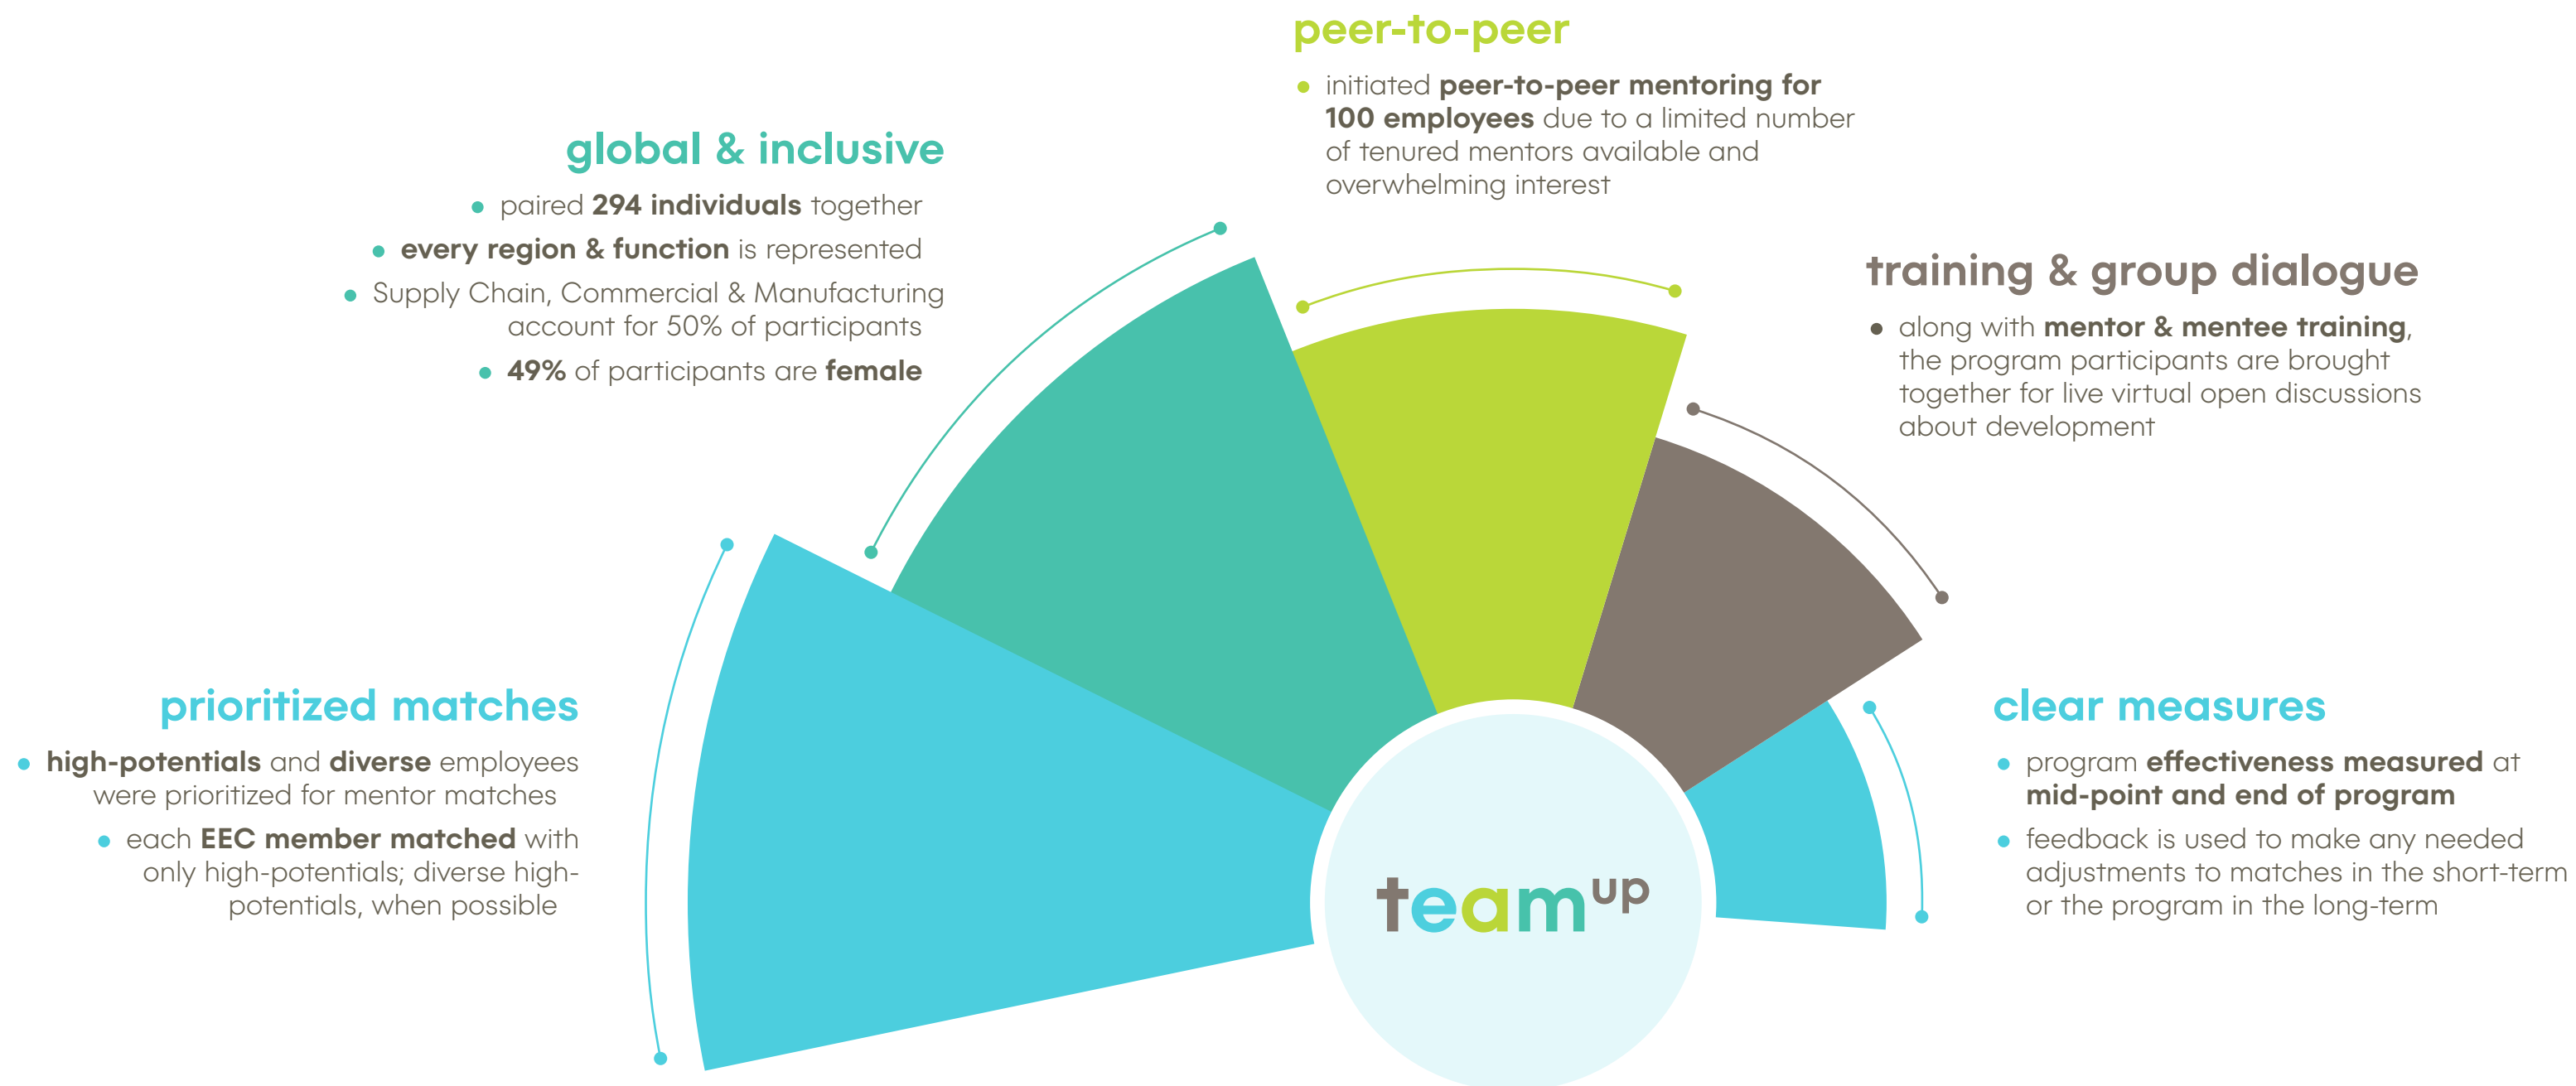 peer-to-peer
initiated peer-to-peer mentoring for
100 employees due to a limited number
of tenured mentors available and
overwhelming interest
global & inclusive
paired 294 individuals together
every region & function is represented
Supply Chain, Commercial & Manufacturing
account for 50% of participants
49% of participants are female
training & group dialogue
along with mentor & mentee training,
the program participants are brought
together for live virtual open discussions
about development
prioritized matches
high-potentials and diverse employees
were prioritized for mentor matches
each EEC member matched with
only high-potentials; diverse high-
potentials, when possible
clear measures
program effectiveness measured at
mid-point and end of program
feedback is used to make any needed
adjustments to matches in the short-term
or the program in the long-term
team up